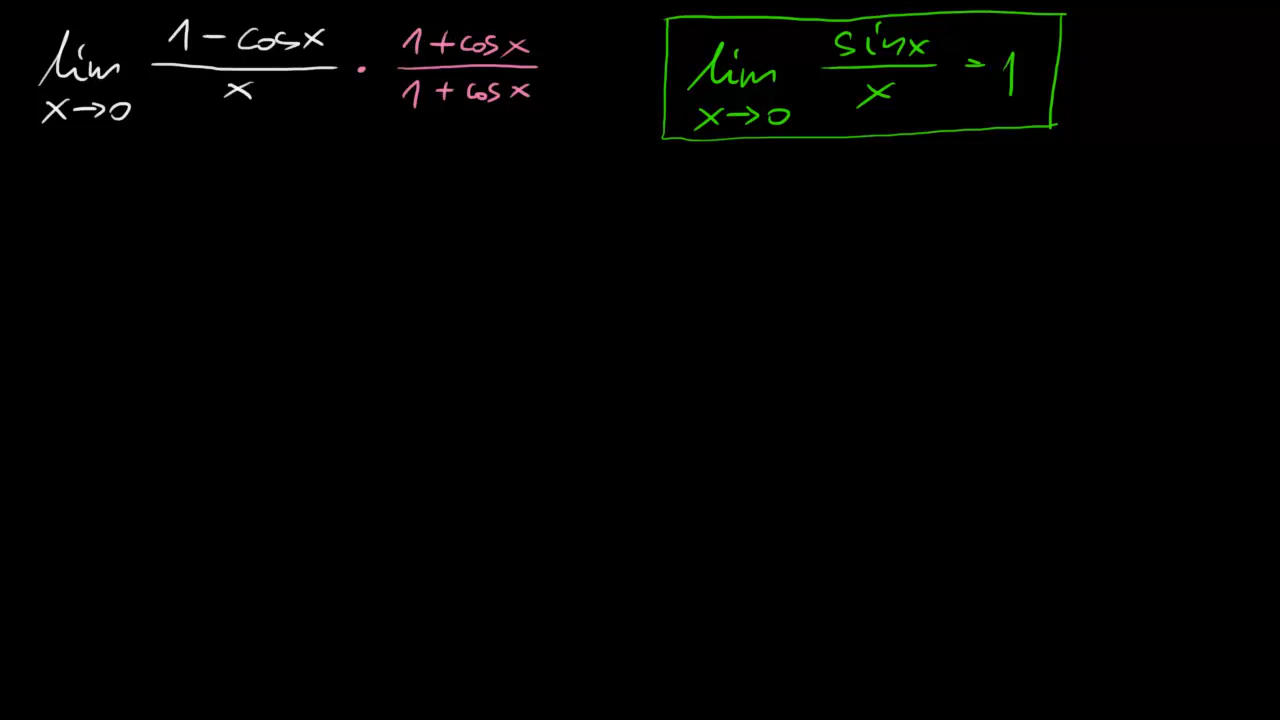 lim x→0 (1 - cos x)/x · (1 + cos x)/(1 + cos x)
lim x→0 sin x/x = 1